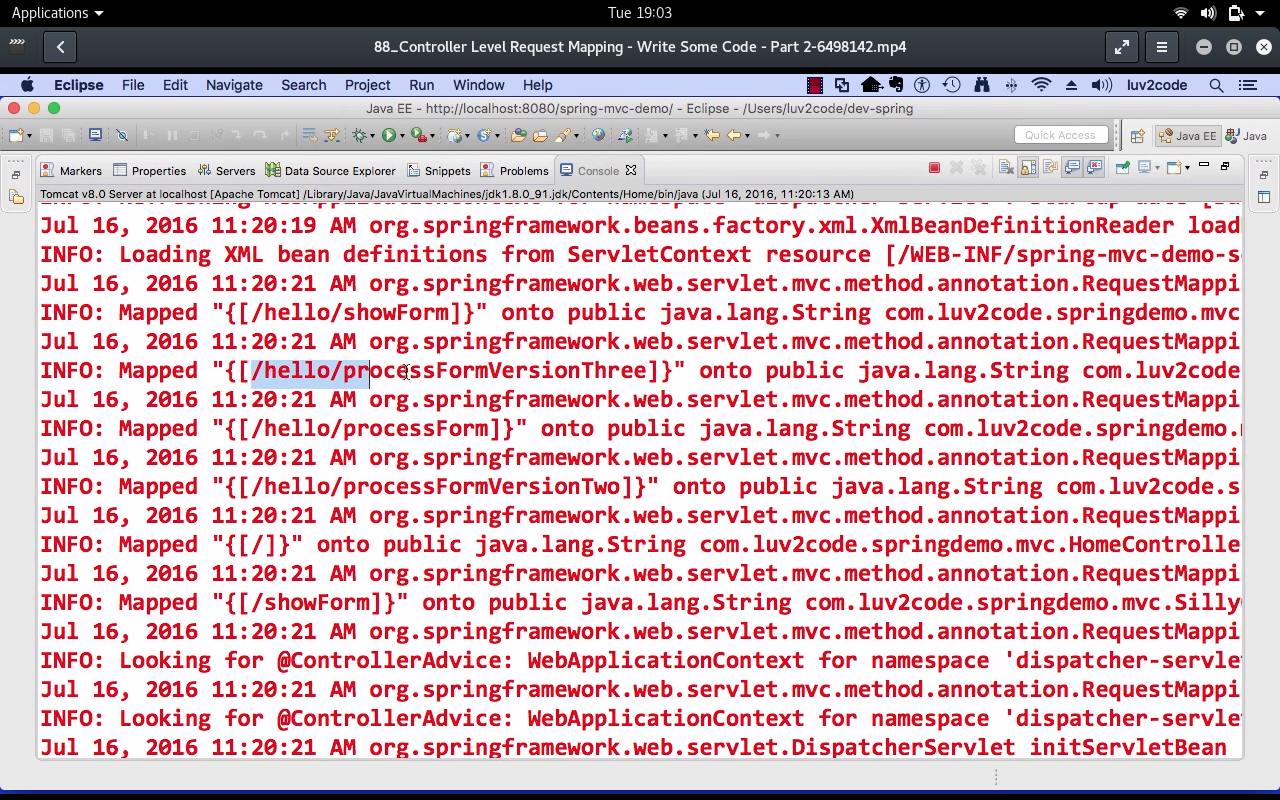 Applications
Tue 19:03
88_Controller Level Request Mapping - Write Some Code - Part 2-6498142.mp4
Eclipse File Edit Navigate Search Project Run Window Help luv2code
Java EE - http://localhost:8080/spring-mvc-demo/ - Eclipse - /Users/luv2code/dev-spring
Quick Access Java EE Java
Markers Properties Servers Data Source Explorer Snippets Problems Console
Tomcat v8.0 Server at localhost [Apache Tomcat] /Library/Java/JavaVirtualMachines/jdk1.8.0_91.jdk/Contents/Home/bin/java (Jul 16, 2016, 11:20:13 AM)
Jul 16, 2016 11:20:19 AM org.springframework.beans.factory.xml.XmlBeanDefinitionReader load
INFO: Loading XML bean definitions from ServletContext resource [/WEB-INF/spring-mvc-demo-s
Jul 16, 2016 11:20:21 AM org.springframework.web.servlet.mvc.method.annotation.RequestMappi
INFO: Mapped "{[/hello/showForm]}" onto public java.lang.String com.luv2code.springdemo.mvc
Jul 16, 2016 11:20:21 AM org.springframework.web.servlet.mvc.method.annotation.RequestMappi
INFO: Mapped "{[/hello/processFormVersionThree]}" onto public java.lang.String com.luv2code
Jul 16, 2016 11:20:21 AM org.springframework.web.servlet.mvc.method.annotation.RequestMappi
INFO: Mapped "{[/hello/processForm]}" onto public java.lang.String com.luv2code.springdemo.
Jul 16, 2016 11:20:21 AM org.springframework.web.servlet.mvc.method.annotation.RequestMappi
INFO: Mapped "{[/hello/processFormVersionTwo]}" onto public java.lang.String com.luv2code.s
Jul 16, 2016 11:20:21 AM org.springframework.web.servlet.mvc.method.annotation.RequestMappi
INFO: Mapped "{[/]}" onto public java.lang.String com.luv2code.springdemo.mvc.HomeControlle
Jul 16, 2016 11:20:21 AM org.springframework.web.servlet.mvc.method.annotation.RequestMappi
INFO: Mapped "{[/showForm]}" onto public java.lang.String com.luv2code.springdemo.mvc.Silly
Jul 16, 2016 11:20:21 AM org.springframework.web.servlet.mvc.method.annotation.RequestMappi
INFO: Looking for @ControllerAdvice: WebApplicationContext for namespace 'dispatcher-servle
Jul 16, 2016 11:20:21 AM org.springframework.web.servlet.mvc.method.annotation.RequestMappi
INFO: Looking for @ControllerAdvice: WebApplicationContext for namespace 'dispatcher-servle
Jul 16, 2016 11:20:21 AM org.springframework.web.servlet.DispatcherServlet initServletBean